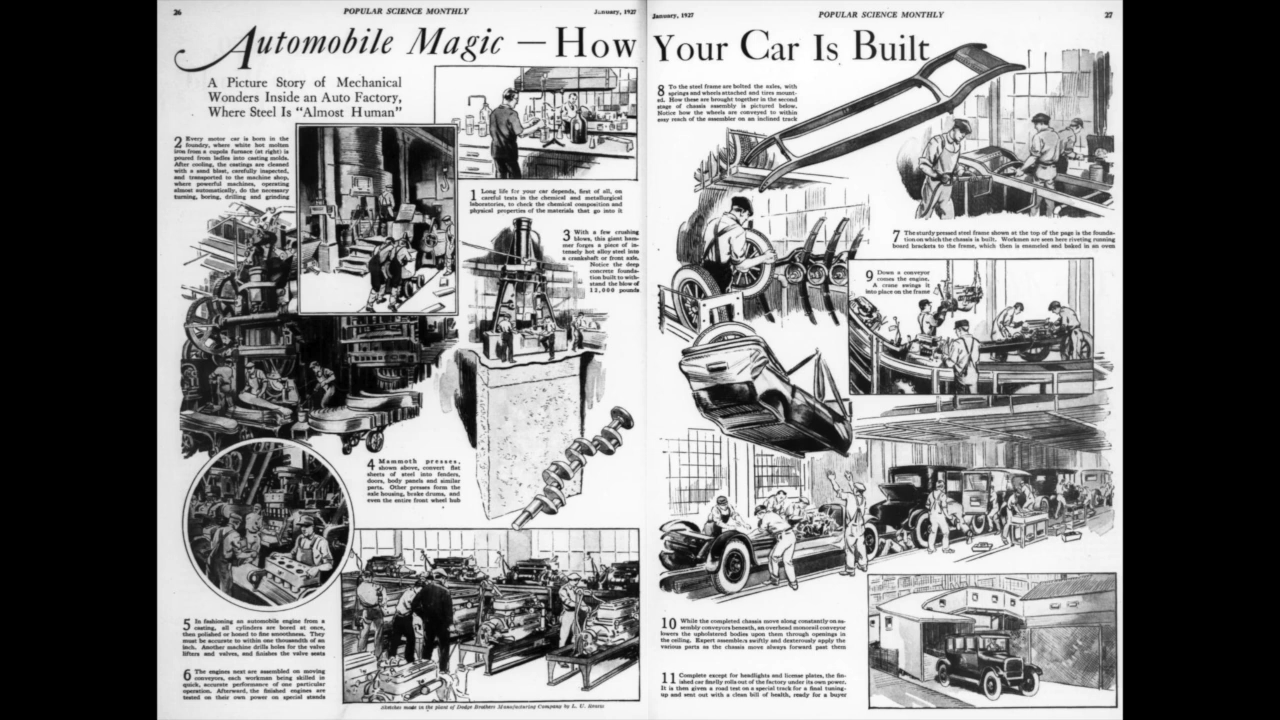 26
POPULAR SCIENCE MONTHLY
January, 1927
Automobile Magic — How
A Picture Story of Mechanical
Wonders Inside an Auto Factory,
Where Steel Is "Almost Human"
1 Long life for your car depends, first of all, on
careful tests in the chemical and metallurgical
laboratories, to check the chemical composition and
physical properties of the materials that go into it
2 Every motor car is born in the
foundry, where white hot molten
iron from a cupola furnace (at right) is
poured from ladles into casting molds.
After cooling, the castings are cleaned
with a sand blast, carefully inspected,
and transported to the machine shop,
where powerful machines, operating
almost automatically, do the necessary
turning, boring, drilling and grinding
3 With a few crushing
blows, this giant ham-
mer forges a piece of in-
tensely hot alloy steel into
a crankshaft or front axle.
Notice the deep
concrete founda-
tion built to with-
stand the blow of
12,000 pounds
4 Mammoth presses,
shown above, convert flat
sheets of steel into fenders,
doors, body panels and similar
parts. Other presses form the
axle housing, brake drums, and
even the entire front wheel hub
5 In fashioning an automobile engine from a
casting, all cylinders are bored at once,
then polished or honed to fine smoothness. They
must be accurate to within one thousandth of an
inch. Another machine drills holes for the valve
lifters and valves, and finishes the valve seats
6 The engines next are assembled on moving
conveyors, each workman being skilled in
quick, accurate performance of one particular
operation. Afterward, the finished engines are
tested on their own power on special stands
Sketches made in the plant of Dodge Brothers Manufacturing Company by
January, 1927
POPULAR SCIENCE MONTHLY
27
Your Car Is Built
8 To the steel frame are bolted the axles, with
springs and wheels attached and tires mount-
ed. How these are brought together in the second
stage of chassis assembly is pictured below.
Notice how the wheels are conveyed to within
easy reach of the assembler on an inclined track
7 The sturdy pressed steel frame shown at the top of the page is the founda-
tion on which the chassis is built. Workmen are seen here riveting running
board brackets to the frame, which then is enameled and baked in an oven
9 Down a conveyor
comes the engine.
A crane swings it
into place on the frame
10 While the completed chassis move along constantly on as-
sembly conveyors beneath, an overhead monorail conveyor
lowers the upholstered bodies upon them through openings in
the ceiling. Expert assemblers swiftly and dexterously apply the
various parts as the chassis move always forward past them
11 Complete except for headlights and license plates, the fin-
ished car finally rolls out of the factory under its own power.
It is then given a road test on a special track for a final tuning-
up and sent out with a clean bill of health, ready for a buyer